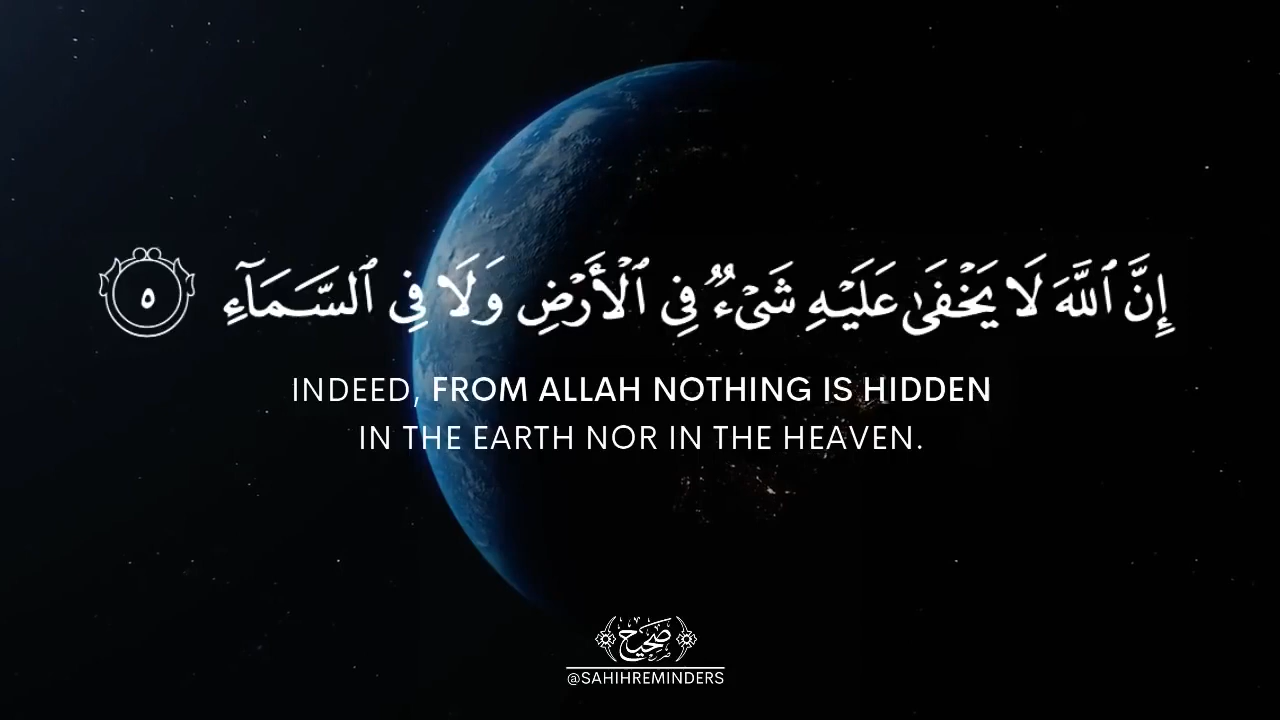 إِنَّ ٱللَّهَ لَا يَخْفَىٰ عَلَيْهِ شَىْءٌ فِى ٱلْأَرْضِ وَلَا فِى ٱلسَّمَآءِ ٥
INDEED, FROM ALLAH NOTHING IS HIDDEN
IN THE EARTH NOR IN THE HEAVEN.
صَحِيح
@SAHIHREMINDERS